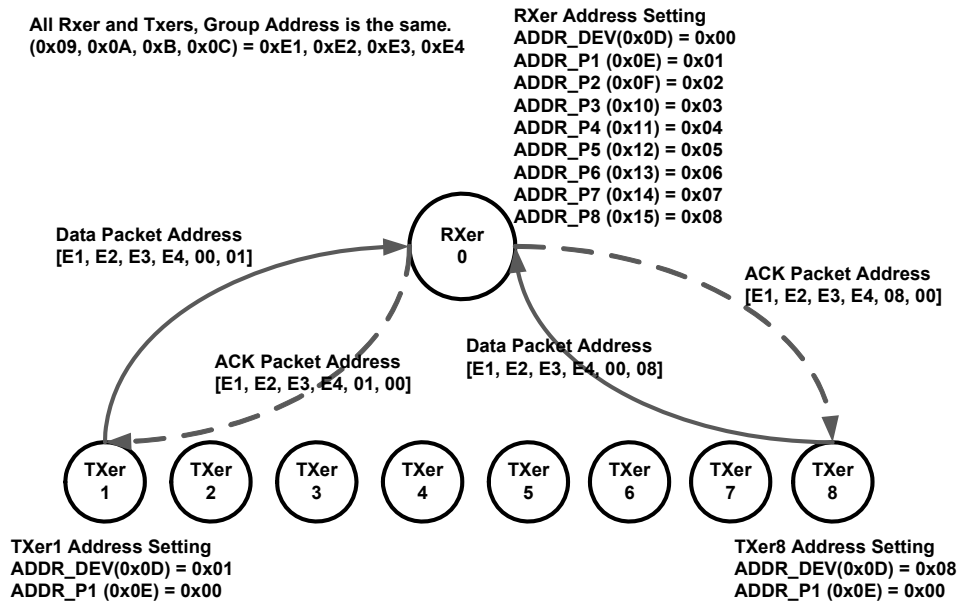 All Rxer and Txers, Group Address is the same.
(0x09, 0x0A, 0xB, 0x0C) = 0xE1, 0xE2, 0xE3, 0xE4
RXer Address Setting
ADDR_DEV(0x0D) = 0x00
ADDR_P1 (0x0E) = 0x01
ADDR_P2 (0x0F) = 0x02
ADDR_P3 (0x10) = 0x03
ADDR_P4 (0x11) = 0x04
ADDR_P5 (0x12) = 0x05
ADDR_P6 (0x13) = 0x06
ADDR_P7 (0x14) = 0x07
ADDR_P8 (0x15) = 0x08
RXer
0
Data Packet Address
[E1, E2, E3, E4, 00, 01]
ACK Packet Address
[E1, E2, E3, E4, 08, 00]
ACK Packet Address
[E1, E2, E3, E4, 01, 00]
Data Packet Address
[E1, E2, E3, E4, 00, 08]
TXer
1
TXer
2
TXer
3
TXer
4
TXer
5
TXer
6
TXer
7
TXer
8
TXer1 Address Setting
ADDR_DEV(0x0D) = 0x01
ADDR_P1 (0x0E) = 0x00
TXer8 Address Setting
ADDR_DEV(0x0D) = 0x08
ADDR_P1 (0x0E) = 0x00